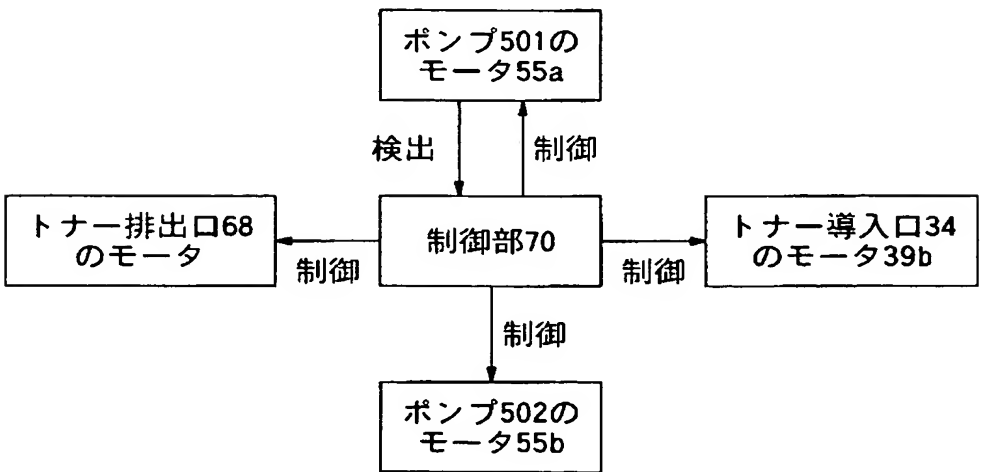 ポンプ501の
モータ55a
検出
制御
トナー排出口68
のモータ
制御
制御部70
制御
トナー導入口34
のモータ39b
制御
ポンプ502の
モータ55b